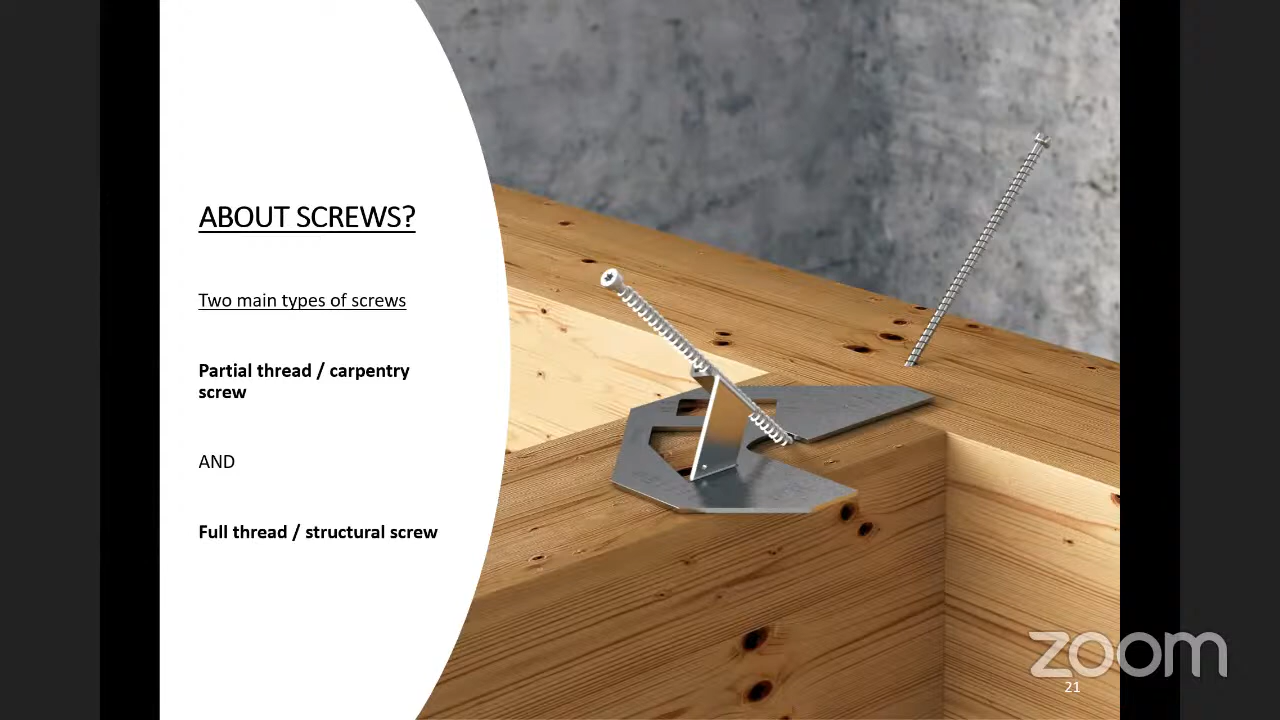 ABOUT SCREWS?
Two main types of screws
Partial thread / carpentry
screw
AND
Full thread / structural screw
zoom
21